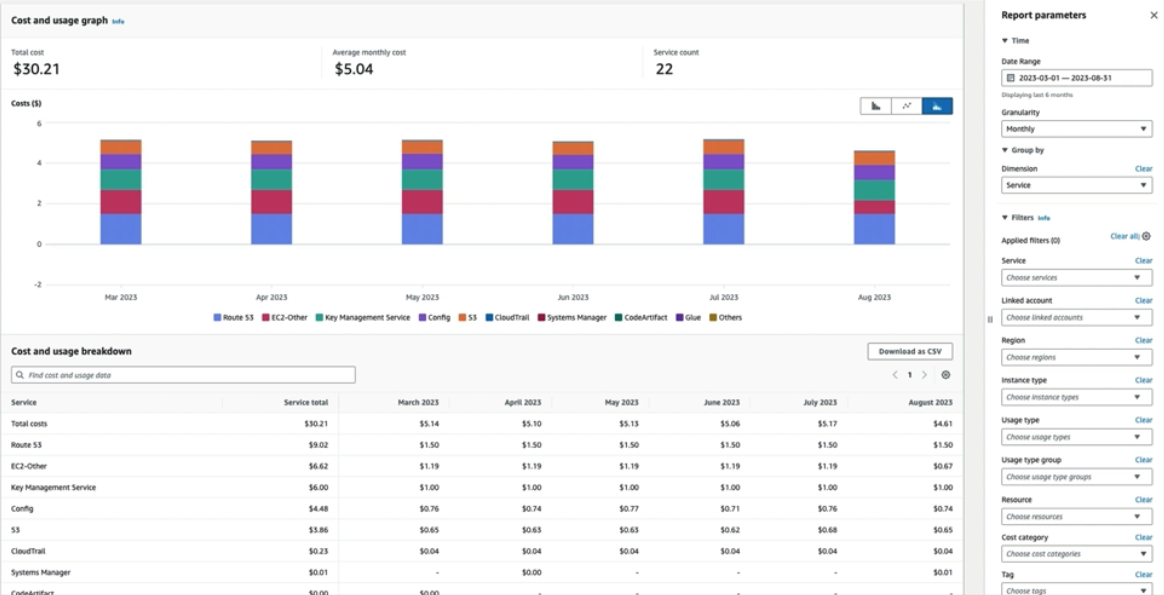 Cost and usage graph Info
Total cost
$30.21
Average monthly cost
$5.04
Service count
22
Costs ($)
6
4
2
0
-2
Mar 2023 Apr 2023 May 2023 Jun 2023 Jul 2023 Aug 2023
Route 53 EC2-Other Key Management Service Config S3 CloudTrail Systems Manager CodeArtifact Glue Others
Cost and usage breakdown
Download as CSV
Find cost and usage data
1
Service Service total March 2023 April 2023 May 2023 June 2023 July 2023 August 2023
Total costs $30.21 $5.14 $5.10 $5.13 $5.06 $5.17 $4.61
Route 53 $9.02 $1.50 $1.50 $1.50 $1.50 $1.50 $1.50
EC2-Other $6.62 $1.19 $1.19 $1.19 $1.19 $1.19 $0.67
Key Management Service $6.00 $1.00 $1.00 $1.00 $1.00 $1.00 $1.00
Config $4.48 $0.76 $0.74 $0.77 $0.71 $0.76 $0.74
S3 $3.86 $0.65 $0.63 $0.63 $0.62 $0.68 $0.65
CloudTrail $0.23 $0.04 $0.04 $0.04 $0.04 $0.04 $0.04
Systems Manager $0.01 - $0.00 - - - $0.01
CodeArtifact $0.00 $0.00 - - - - -
Report parameters
Time
Date Range
2023-03-01 — 2023-08-31
Displaying last 6 months
Granularity
Monthly
Group by
Dimension Clear
Service
Filters Info
Applied filters (0) Clear all
Service Clear
Choose services
Linked account Clear
Choose linked accounts
Region Clear
Choose regions
Instance type Clear
Choose instance types
Usage type Clear
Choose usage types
Usage type group Clear
Choose usage type groups
Resource Clear
Choose resources
Cost category Clear
Choose cost categories
Tag Clear
Choose tags